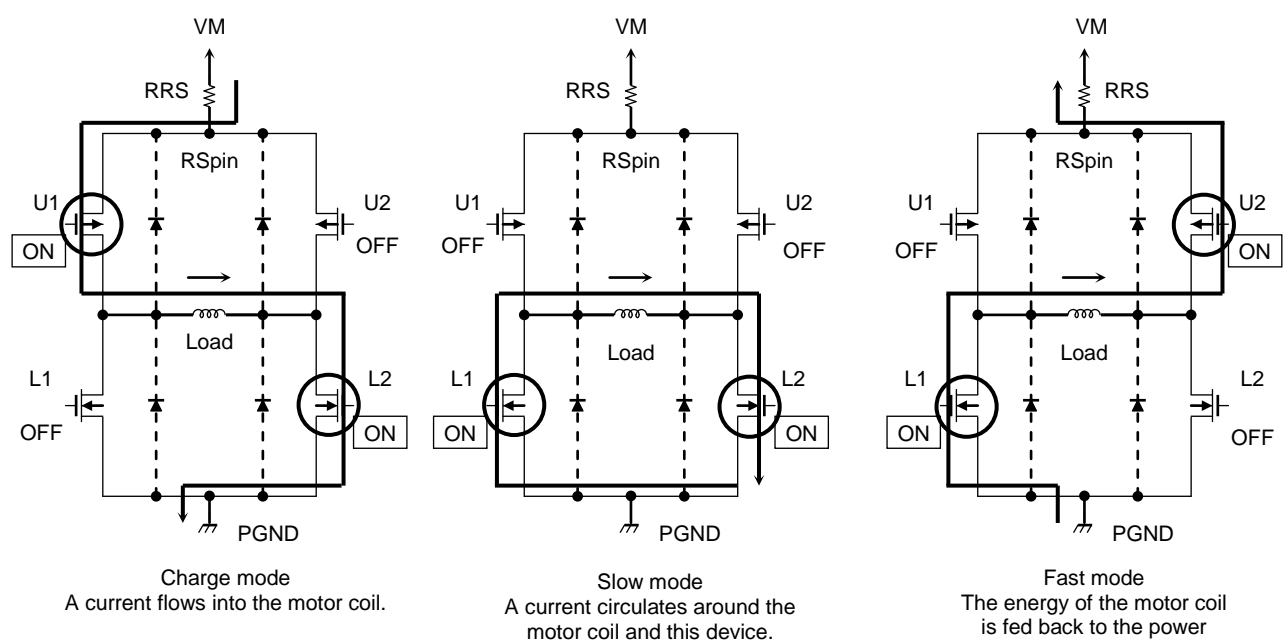 VM
RRS
RSpin
U1
U2
ON
OFF
Load
L1
L2
OFF
ON
PGND
Charge mode
A current flows into the motor coil.
VM
RRS
RSpin
U1
U2
OFF
OFF
Load
L1
L2
ON
ON
PGND
Slow mode
A current circulates around the
motor coil and this device.
VM
RRS
RSpin
U1
U2
OFF
ON
Load
L1
L2
ON
OFF
PGND
Fast mode
The energy of the motor coil
is fed back to the power